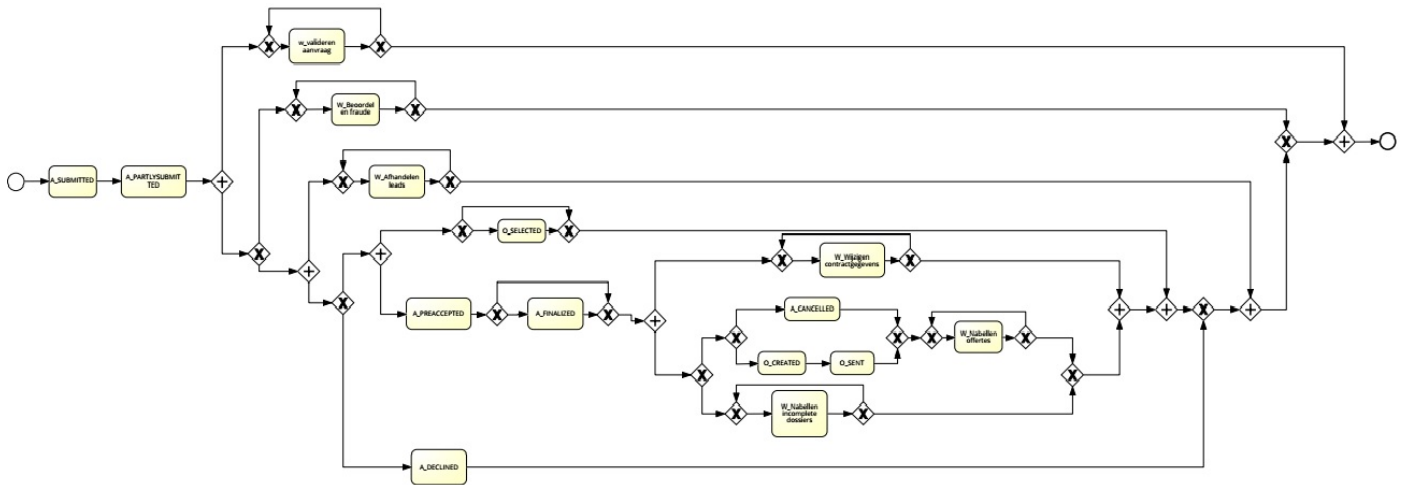 w_valideren
aanvraag
W_Beoordel
en fraude
A_SUBMITTED
A_PARTLYSUBMIT
TED
W_Afhandelen
leads
O_SELECTED
W_Wijzigen
contractgegevens
A_PREACCEPTED
A_FINALIZED
A_CANCELLED
W_Nabellen
offertes
O_CREATED
O_SENT
W_Nabellen
incomplete
dossiers
A_DECLINED